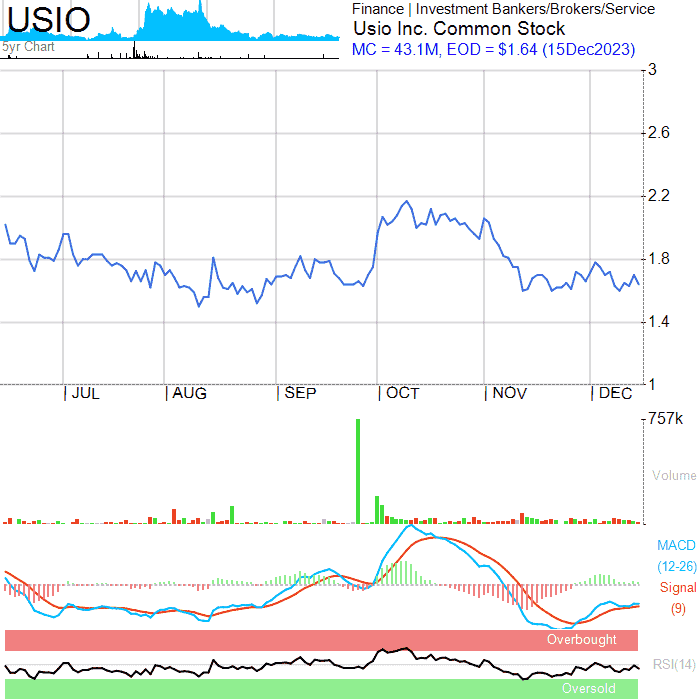 USIO
5yr Chart
Finance | Investment Bankers/Brokers/Service
Usio Inc. Common Stock
MC = 43.1M, EOD = $1.64 (15Dec2023)
3
2.6
2.2
1.8
1.4
1
JUL AUG SEP OCT NOV DEC
757k
Volume
MACD
(12-26)
Signal
(9)
Overbought
RSI(14)
Oversold